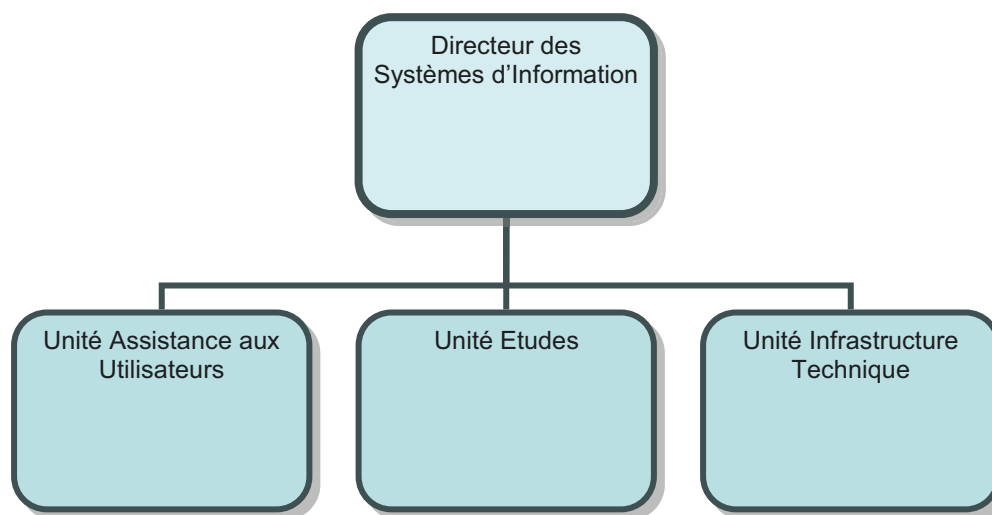 Directeur des
Systèmes d'Information
Unité Assistance aux
Utilisateurs
Unité Etudes
Unité Infrastructure
Technique